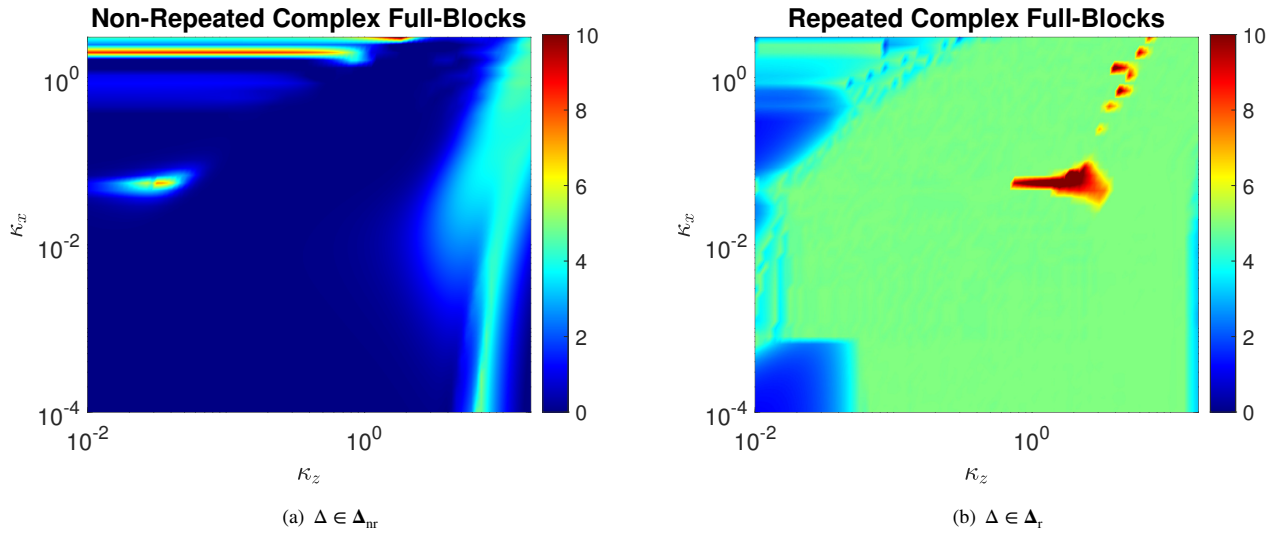 Non-Repeated Complex Full-Blocks
10
8
6
4
2
0
10^0
10^-2
10^-4
κ_x
10^-2
10^0
κ_z
(a) Δ ∈ Δ_nr
Repeated Complex Full-Blocks
10
8
6
4
2
0
10^0
10^-2
10^-4
κ_x
10^-2
10^0
κ_z
(b) Δ ∈ Δ_r